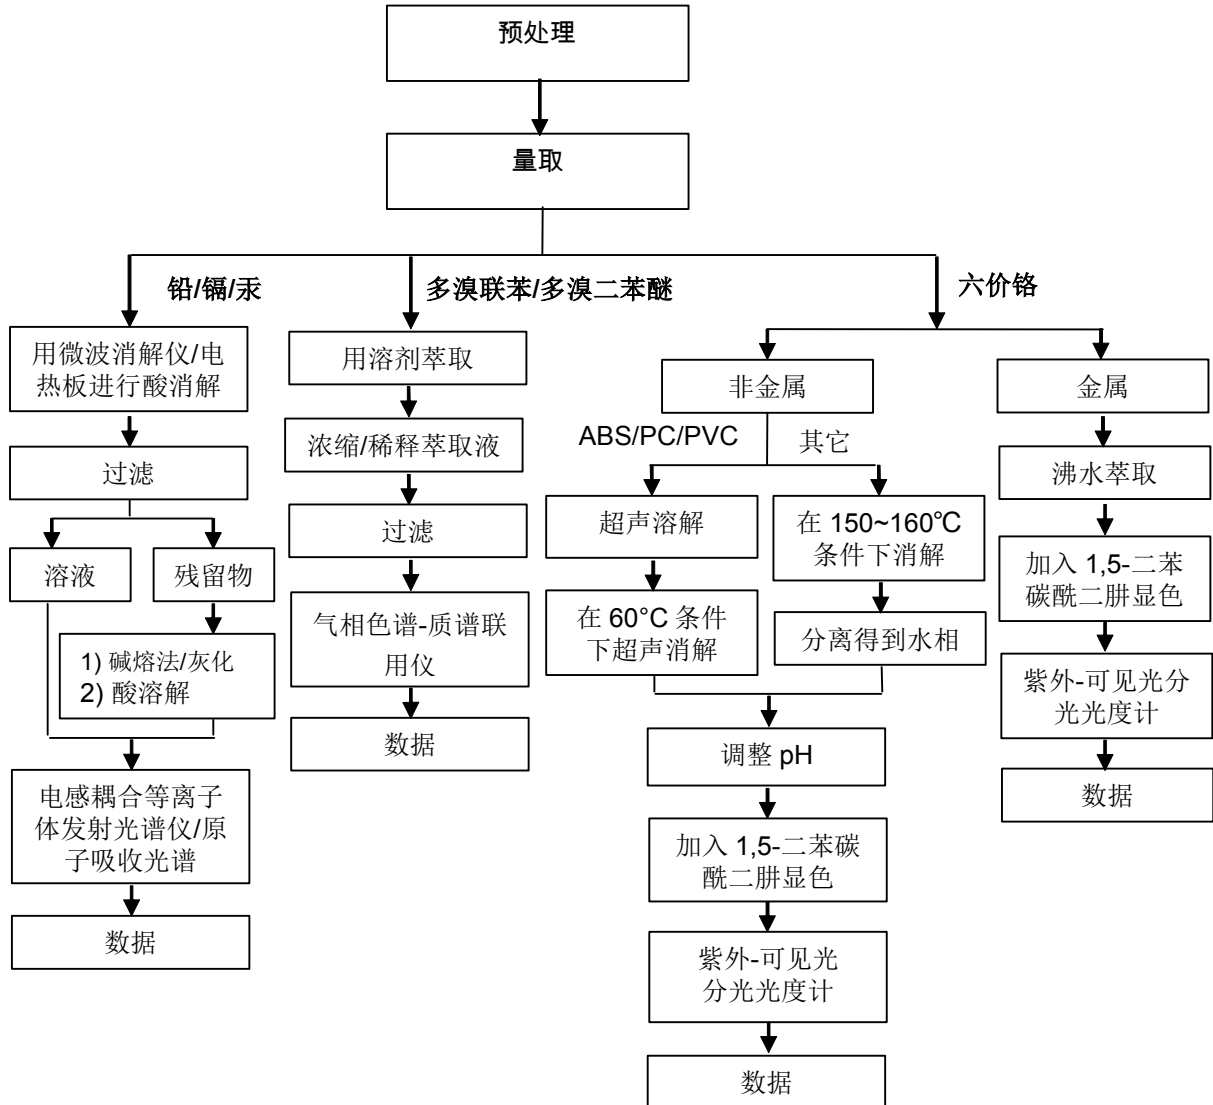 预处理
量取
铅/镉/汞
多溴联苯/多溴二苯醚
六价铬
用微波消解仪/电
热板进行酸消解
过滤
溶液
残留物
1) 碱熔法/灰化
2) 酸溶解
电感耦合等离子
体发射光谱仪/原
子吸收光谱
数据
用溶剂萃取
浓缩/稀释萃取液
过滤
气相色谱-质谱联
用仪
数据
非金属
ABS/PC/PVC
其它
超声溶解
在 60°C 条件
下超声消解
在 150~160℃
条件下消解
分离得到水相
调整 pH
加入 1,5-二苯碳
酰二肼显色
紫外-可见光
分光光度计
数据
金属
沸水萃取
加入 1,5-二苯
碳酰二肼显色
紫外-可见光分
光光度计
数据